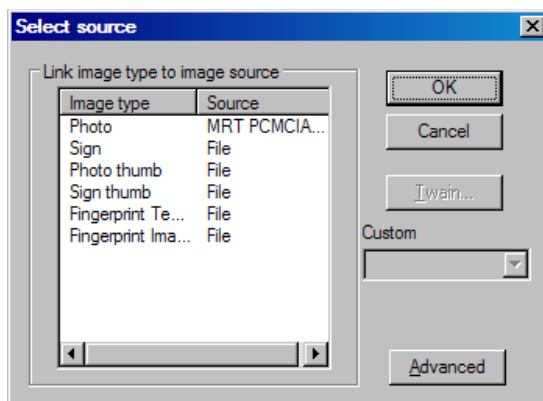 Select source
Link image type to image source
Image type Source
Photo MRT PCMCIA...
Sign File
Photo thumb File
Sign thumb File
Fingerprint Te... File
Fingerprint Ima... File
OK
Cancel
Twain...
Custom
Advanced